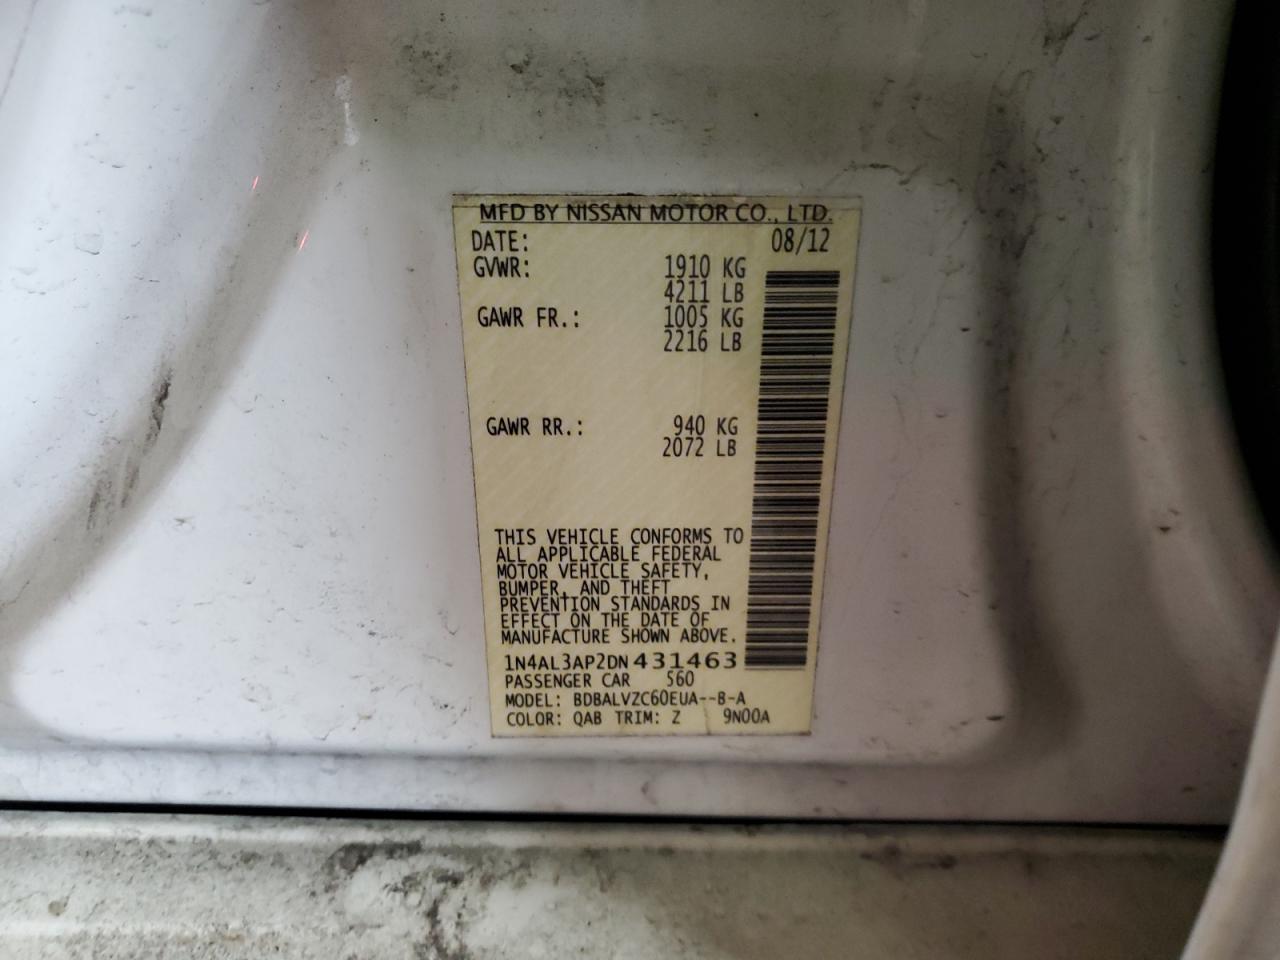 MFD BY NISSAN MOTOR CO., LTD.
DATE: 08/12
GVWR: 1910 KG
4211 LB
GAWR FR.: 1005 KG
2216 LB
GAWR RR.: 940 KG
2072 LB
THIS VEHICLE CONFORMS TO
ALL APPLICABLE FEDERAL
MOTOR VEHICLE SAFETY,
BUMPER, AND THEFT
PREVENTION STANDARDS IN
EFFECT ON THE DATE OF
MANUFACTURE SHOWN ABOVE.
1N4AL3AP2DN431463
PASSENGER CAR 560
MODEL: BDBALVZC60EUA--B-A
COLOR: QAB TRIM: Z 9N00A